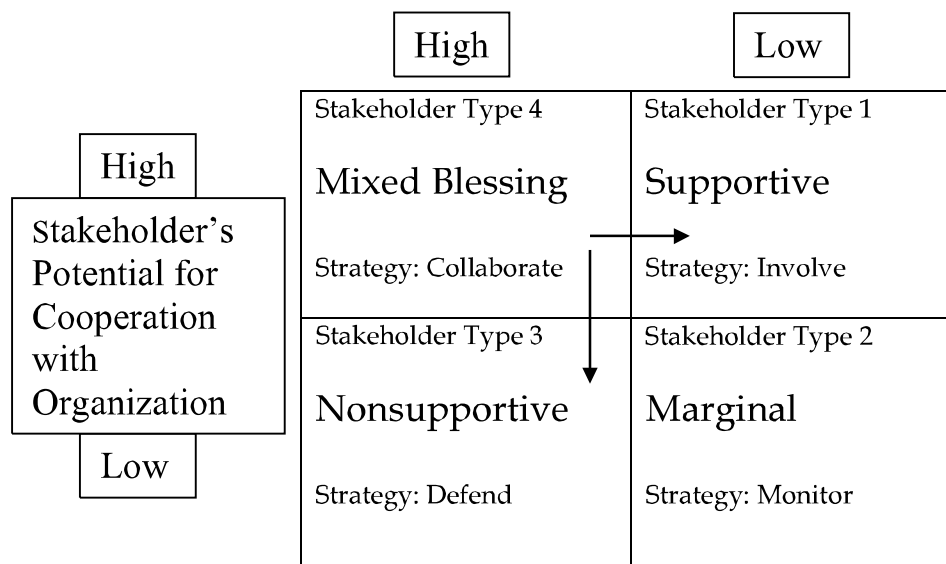 High
Low
High
Stakeholder's
Potential for
Cooperation
with
Organization
Low
Stakeholder Type 4
Mixed Blessing
Strategy: Collaborate
Stakeholder Type 1
Supportive
Strategy: Involve
Stakeholder Type 3
Nonsupportive
Strategy: Defend
Stakeholder Type 2
Marginal
Strategy: Monitor